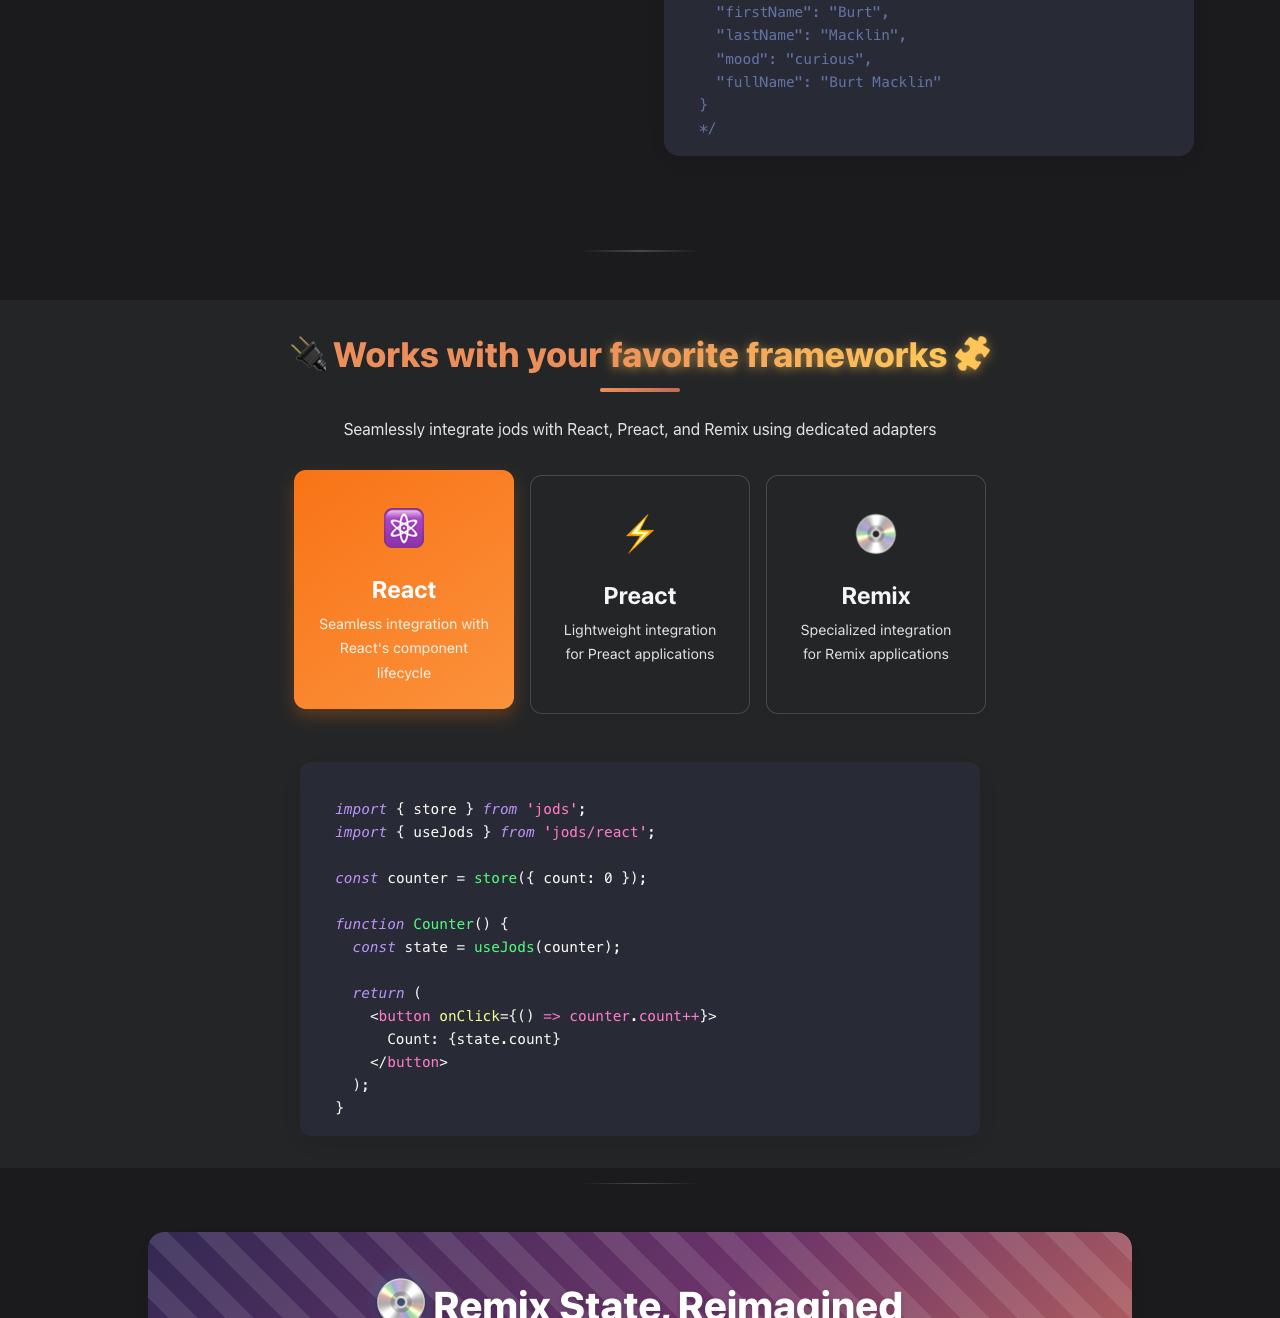 "firstName": "Burt",
"lastName": "Macklin",
"mood": "curious",
"fullName": "Burt Macklin"
}
*/
Works with your favorite frameworks
Seamlessly integrate jods with React, Preact, and Remix using dedicated adapters
React
Seamless integration with
React's component
lifecycle
Preact
Lightweight integration
for Preact applications
Remix
Specialized integration
for Remix applications
import { store } from 'jods';
import { useJods } from 'jods/react';
const counter = store({ count: 0 });
function Counter() {
const state = useJods(counter);
return (
<button onClick={() => counter.count++}>
Count: {state.count}
</button>
);
}
Remix State, Reimagined